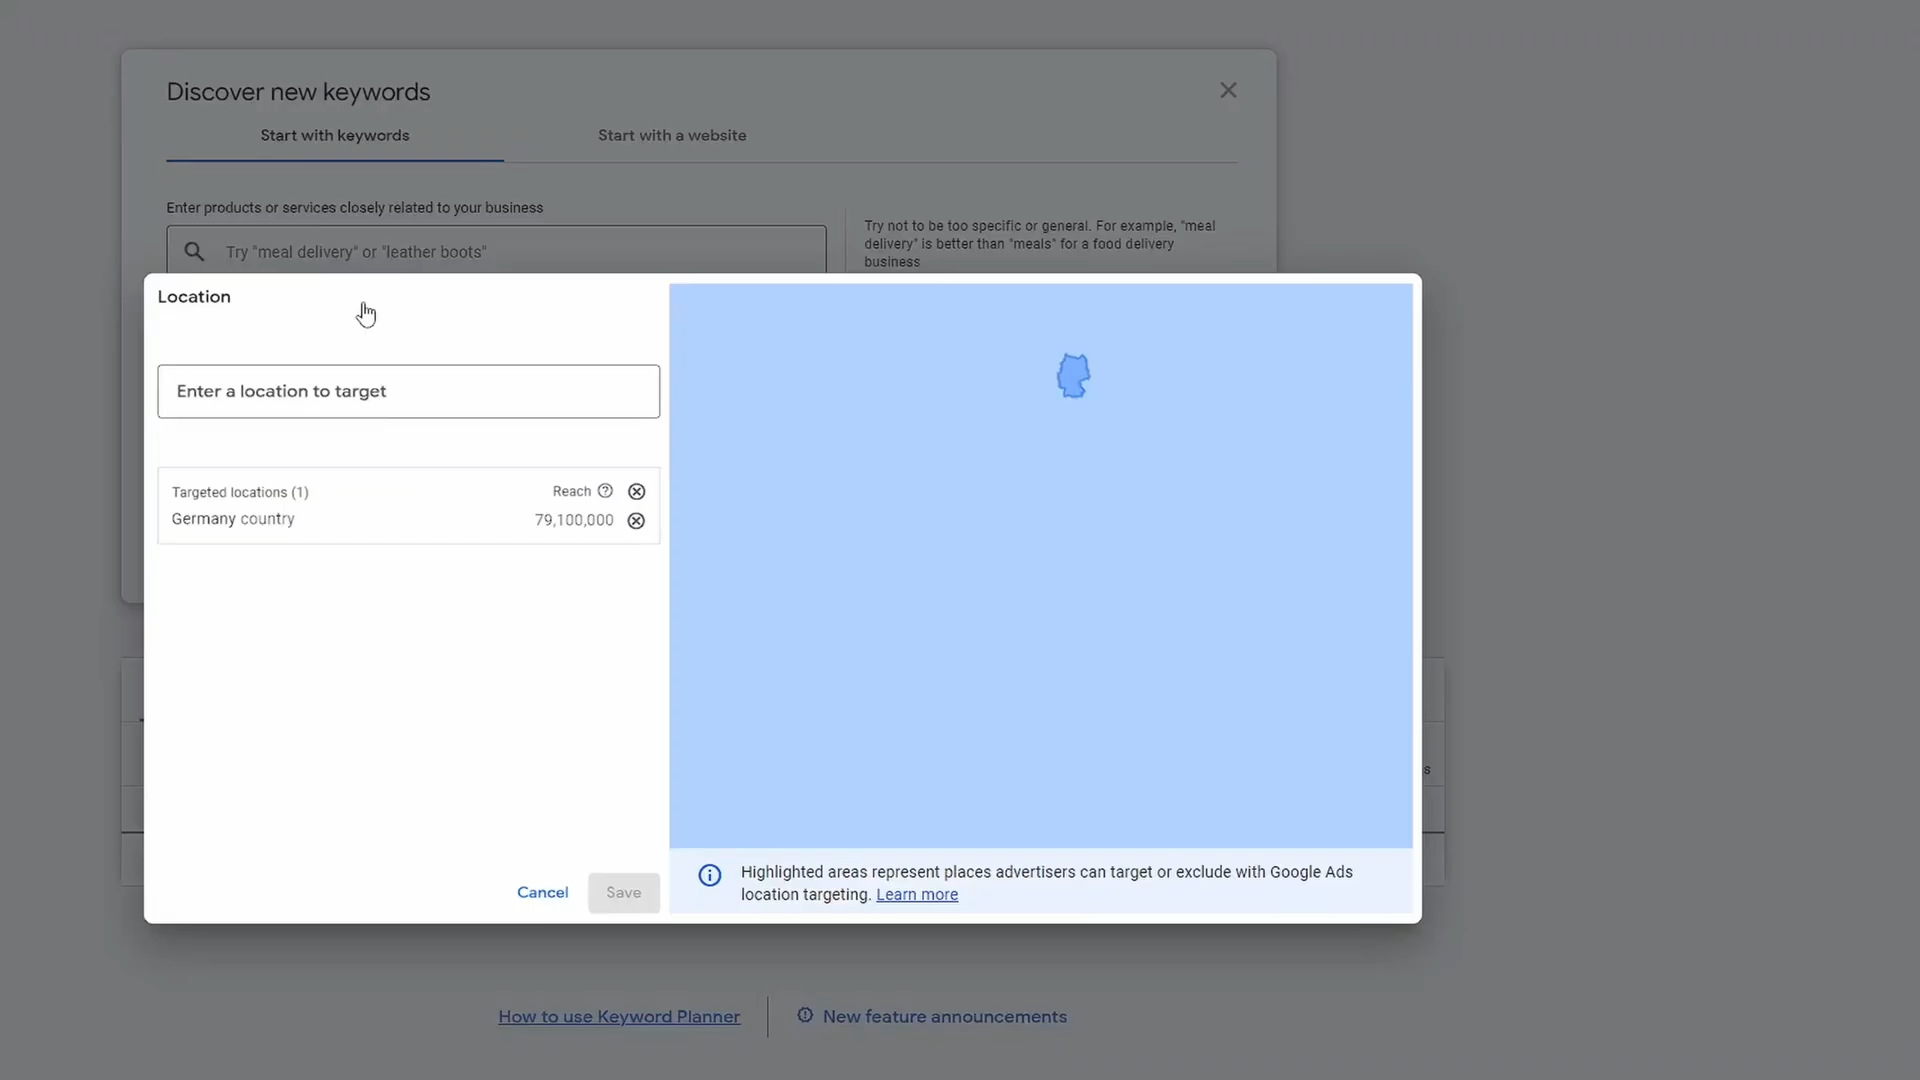 Discover new keywords
Start with keywords
Start with a website
Enter products or services closely related to your business
Try "meal delivery" or "leather boots"
Try not to be too specific or general. For example, "meal
delivery" is better than "meals" for a food delivery
business
Location
Enter a location to target
Targeted locations (1)
Reach
Germany country
79,100,000
Cancel
Save
Highlighted areas represent places advertisers can target or exclude with Google Ads
location targeting. Learn more
s
How to use Keyword Planner
New feature announcements